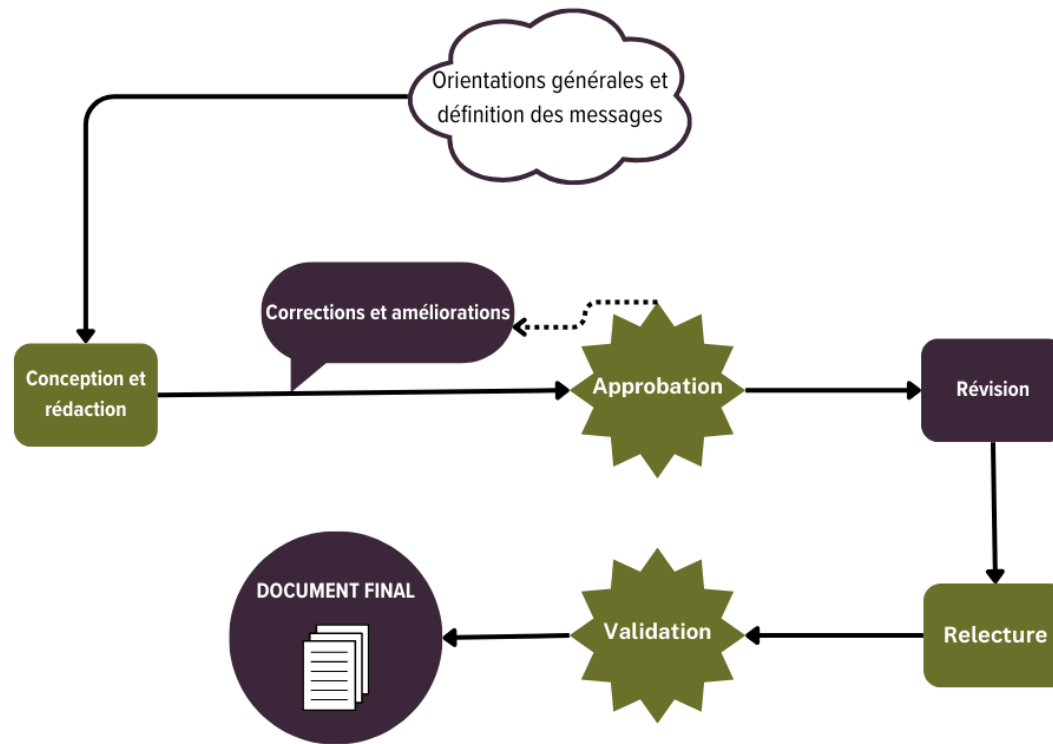 Orientations générales et
définition des messages
Corrections et améliorations
Conception et
rédaction
Approbation
Révision
DOCUMENT FINAL
Validation
Relecture